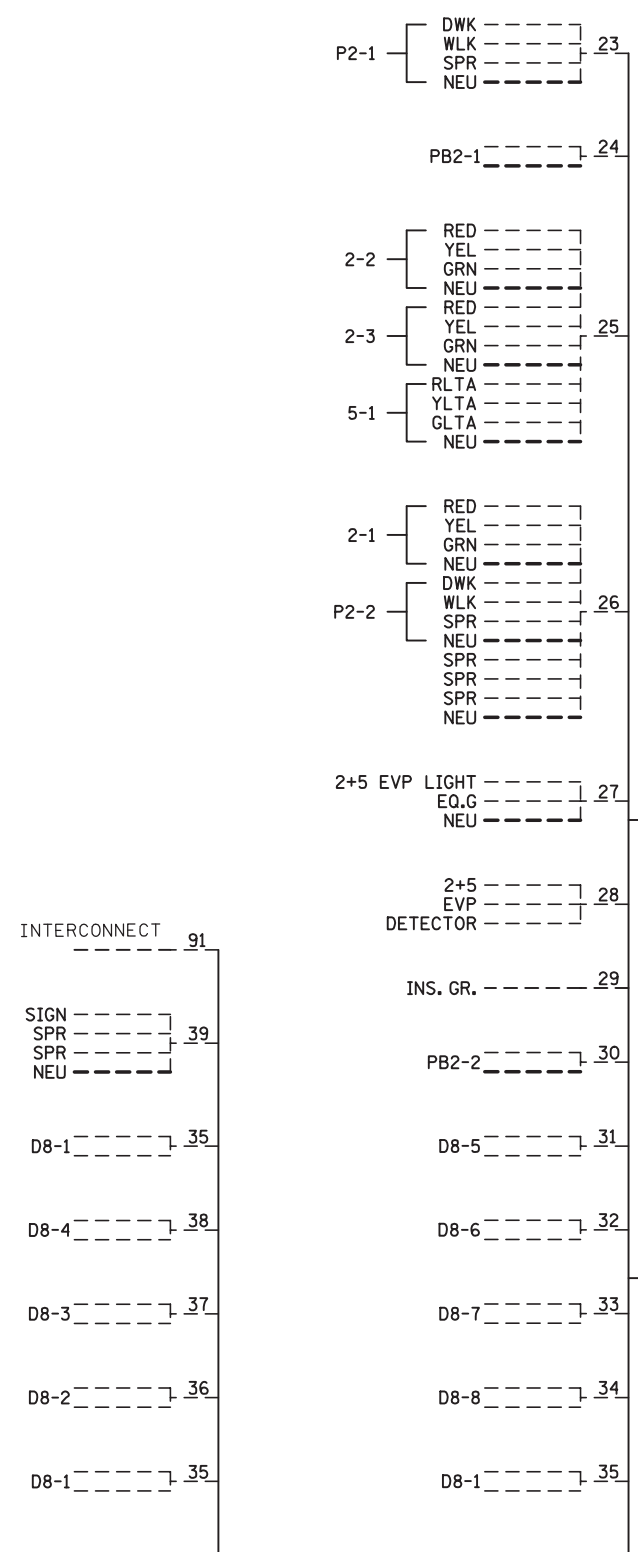 DWK
WLK
P2-1
23
SPR
NEU
PB2-1
24
RED
YEL
2-2
GRN
NEU
RED
YEL
2-3
25
GRN
NEU
RLTA
YLTA
5-1
GLTA
NEU
RED
YEL
2-1
GRN
NEU
DWK
WLK
P2-2
26
SPR
NEU
SPR
SPR
SPR
NEU
2+5 EVP LIGHT
EQ.G
27
NEU
2+5
EVP
28
DETECTOR
INS. GR.
29
PB2-2
30
D8-5
31
D8-6
32
D8-7
33
D8-8
34
D8-1
35
INTERCONNECT
91
SIGN
SPR
39
SPR
NEU
D8-1
35
D8-4
38
D8-3
37
D8-2
36
D8-1
35